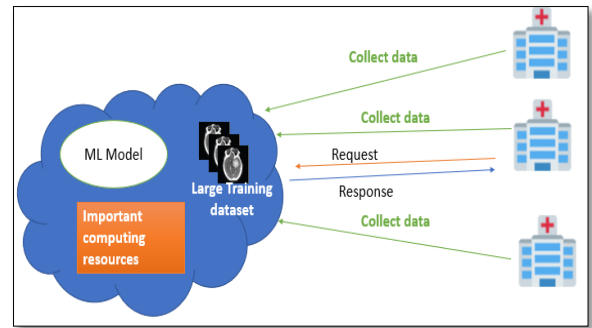 Collect data
Collect data
ML Model
Request
Large Training
dataset
Response
Important
computing
resources
Collect data